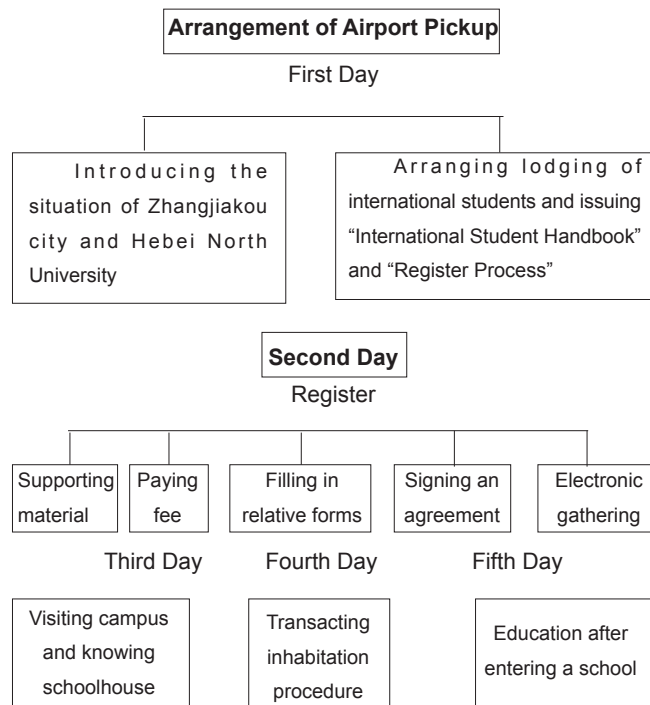 Arrangement of Airport Pickup
First Day
Introducing the
situation of Zhangjiakou
city and Hebei North
University
Arranging lodging of
international students and issuing
“International Student Handbook”
and “Register Process”
Second Day
Register
Supporting
material
Paying
fee
Filling in
relative forms
Signing an
agreement
Electronic
gathering
Third Day
Fourth Day
Fifth Day
Visiting campus
and knowing
schoolhouse
Transacting
inhabitation
procedure
Education after
entering a school